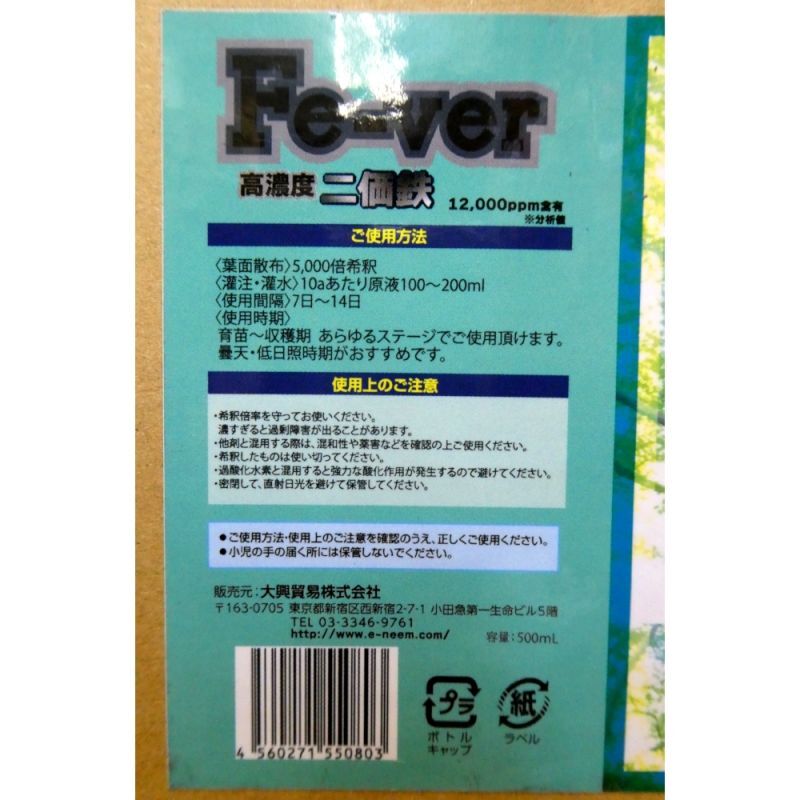 Fe-ver
高濃度 二価鉄 12,000ppm含有
※分析値
ご使用方法
〈葉面散布〉5,000倍希釈
〈灌注・灌水〉10aあたり原液100～200ml
〈使用間隔〉7日～14日
〈使用時期〉
育苗～収穫期 あらゆるステージでご使用頂けます。
曇天・低日照時期がおすすめです。
使用上のご注意
・希釈倍率を守ってお使いください。
濃すぎると過剰障害が出ることがあります。
・他剤と混用する際は、混和性や薬害などを確認の上ご使用ください。
・希釈したものは使い切ってください。
・過酸化水素と混用すると強力な酸化作用が発生するので避けてください。
・密閉して、直射日光を避けて保管してください。
●ご使用方法・使用上のご注意を確認のうえ、正しくご使用ください。
●小児の手の届く所には保管しないでください。
販売元：大興貿易株式会社
〒163-0705 東京都新宿区西新宿2-7-1 小田急第一生命ビル5階
TEL 03-3346-9761
http://www.e-neem.com/
容量：500mL
4 560271 550803
プラ
ボトル
キャップ
紙
ラベル